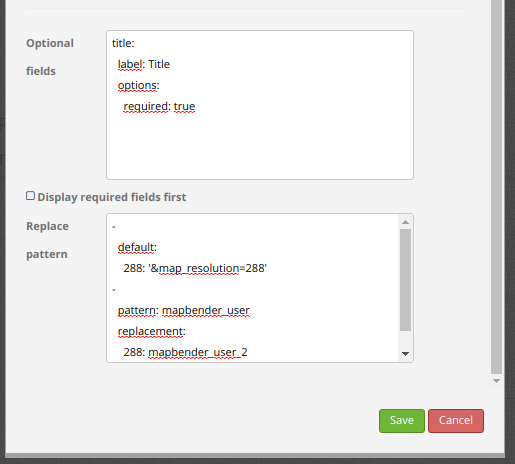 Optional
fields
title:
label: Title
options:
required: true
Display required fields first
Replace
pattern
-
default:
288: '&map_resolution=288'
-
pattern: mapbender_user
replacement:
288: mapbender_user_2
Save
Cancel